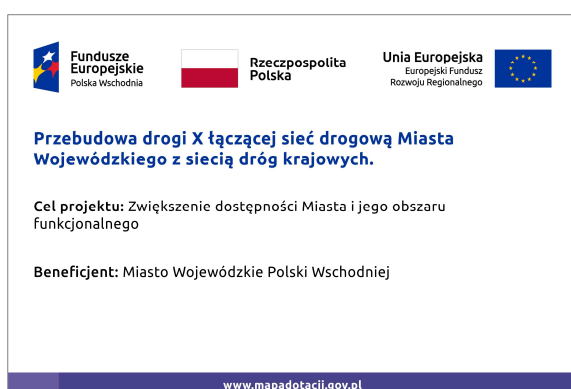 Fundusze
Europejskie
Polska Wschodnia
Rzeczpospolita
Polska
Unia Europejska
Europejski Fundusz
Rozwoju Regionalnego
Przebudowa drogi X łączącej sieć drogową Miasta
Wojewódzkiego z siecią dróg krajowych.
Cel projektu: Zwiększenie dostępności Miasta i jego obszaru
funkcjonalnego
Beneficjent: Miasto Wojewódzkie Polski Wschodniej
www.mapadotacji.gov.pl